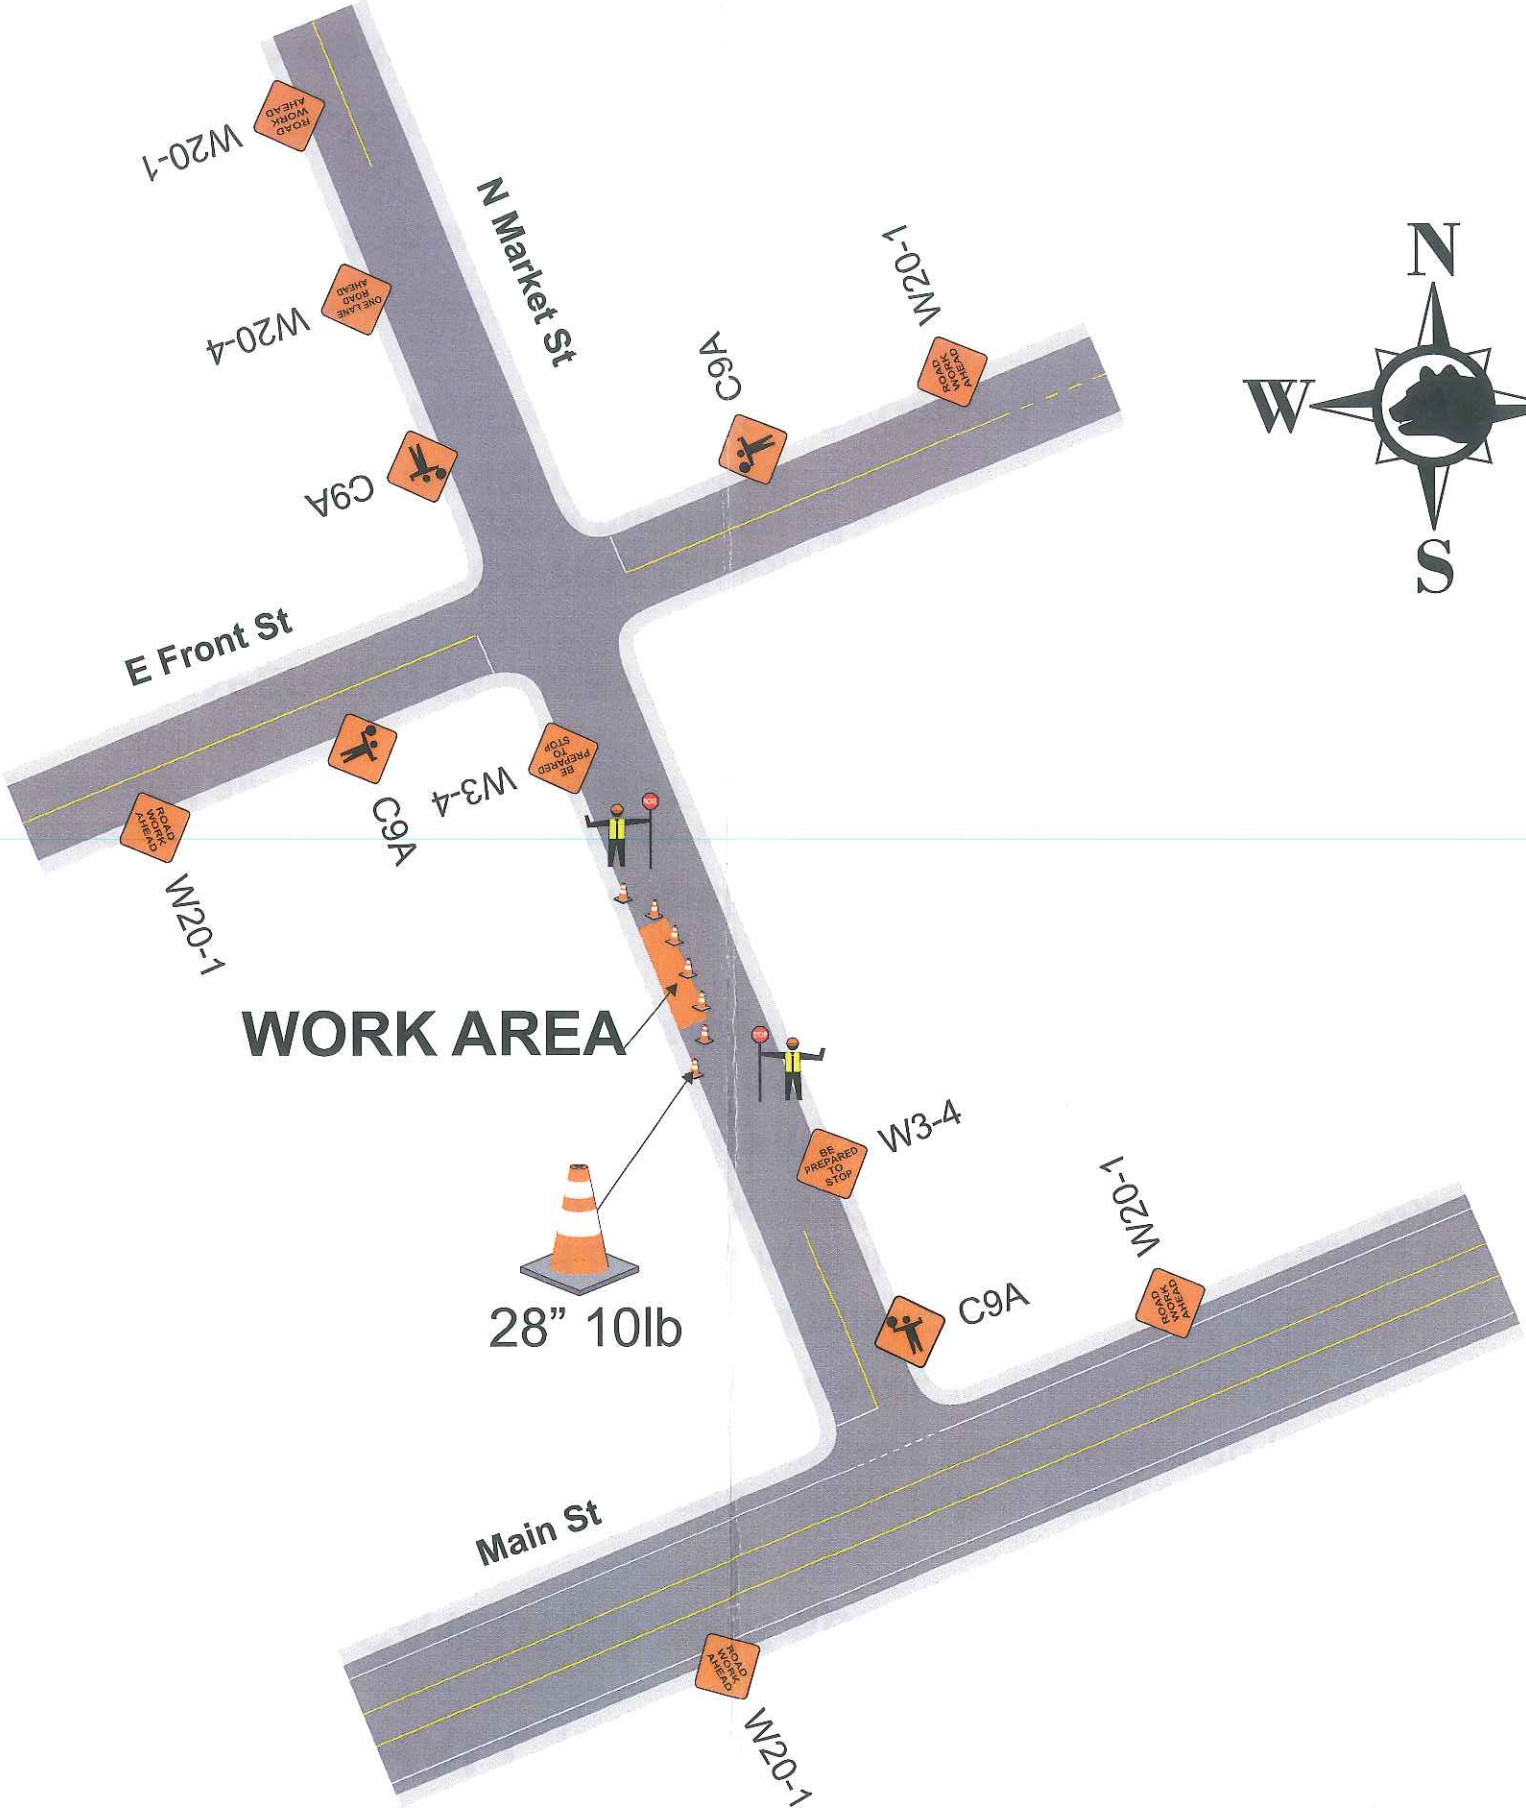 ROAD
WORK
AHEAD
W20-1
N Market St
ONE LANE
ROAD
AHEAD
W20-4
C9A
W20-1
ROAD
WORK
AHEAD
C9A
N
W
S
E Front St
C9A
W20-1
ROAD
WORK
AHEAD
BE
PREPARED
TO
STOP
W3-4
WORK AREA
STOP
BE
PREPARED
TO
STOP
W3-4
28” 10lb
C9A
W20-1
ROAD
WORK
AHEAD
Main St
ROAD
WORK
AHEAD
W20-1